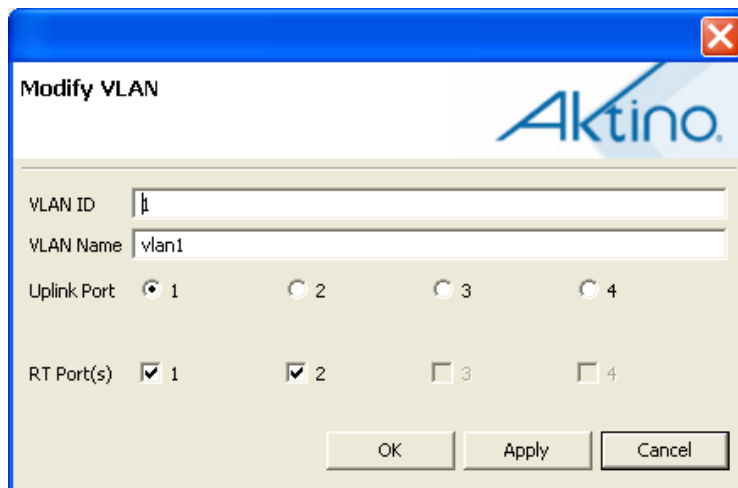 Modify VLAN
Aktino.
VLAN ID 1
VLAN Name vlan1
Uplink Port 1 2 3 4
RT Port(s) 1 2 3 4
OK Apply Cancel